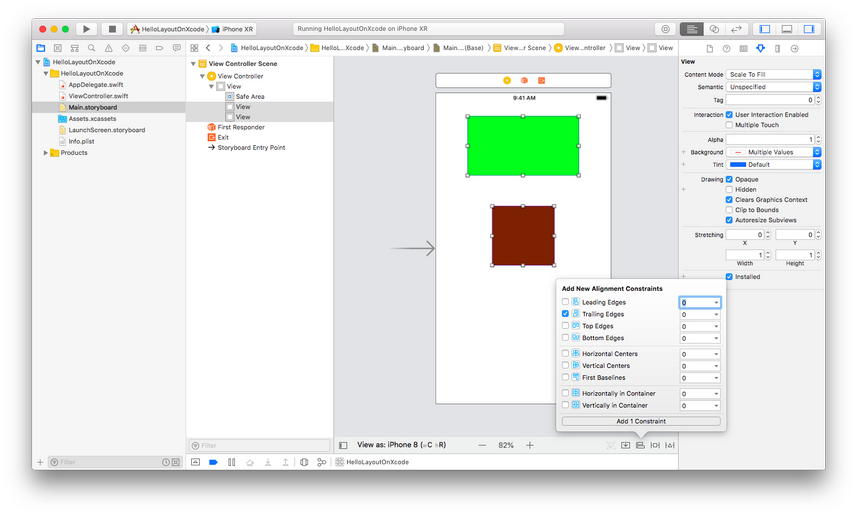 HelloLayoutOnXcode iPhone XR
Running HelloLayoutOnXcode on iPhone XR
HelloLayoutOnXcode HelloL...Xcode Main....yboard Main....(Base) View...r Scene View...ntroller View View
HelloLayoutOnXcode
HelloLayoutOnXcode
AppDelegate.swift
ViewController.swift
Main.storyboard
Assets.xcassets
LaunchScreen.storyboard
Info.plist
Products
Filter
View Controller Scene
View Controller
View
Safe Area
View
View
First Responder
Exit
Storyboard Entry Point
Filter
9:41 AM
Add New Alignment Constraints
Leading Edges 0
Trailing Edges 0
Top Edges 0
Bottom Edges 0
Horizontal Centers 0
Vertical Centers 0
First Baselines 0
Horizontally in Container 0
Vertically in Container 0
Add 1 Constraint
View as: iPhone 8 (wC hR) 82%
HelloLayoutOnXcode
View
Content Mode Scale To Fill
Semantic Unspecified
Tag 0
Interaction User Interaction Enabled
Multiple Touch
Alpha 1
Background Multiple Values
Tint Default
Drawing Opaque
Hidden
Clears Graphics Context
Clip to Bounds
Autoresize Subviews
Stretching 0 0
X Y
1 1
Width Height
Installed